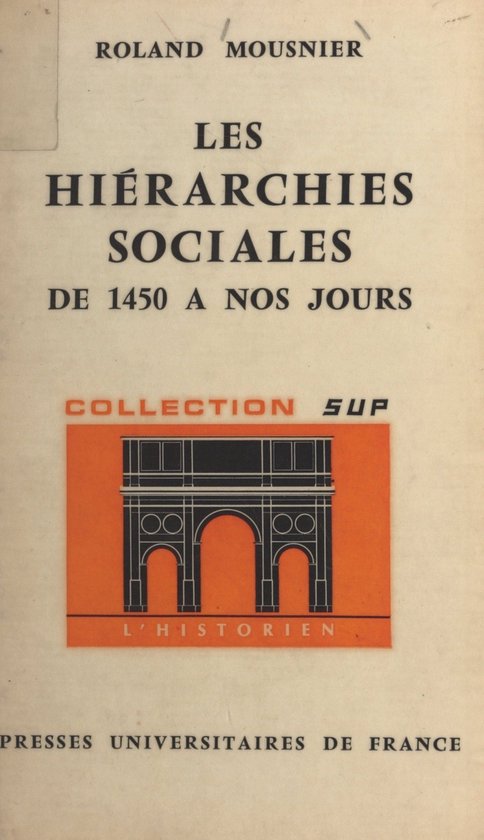 ROLAND MOUSNIER
LES
HIÉRARCHIES
SOCIALES
DE 1450 A NOS JOURS
COLLECTION SUP
L'HISTORIEN
PRESSES UNIVERSITAIRES DE FRANCE